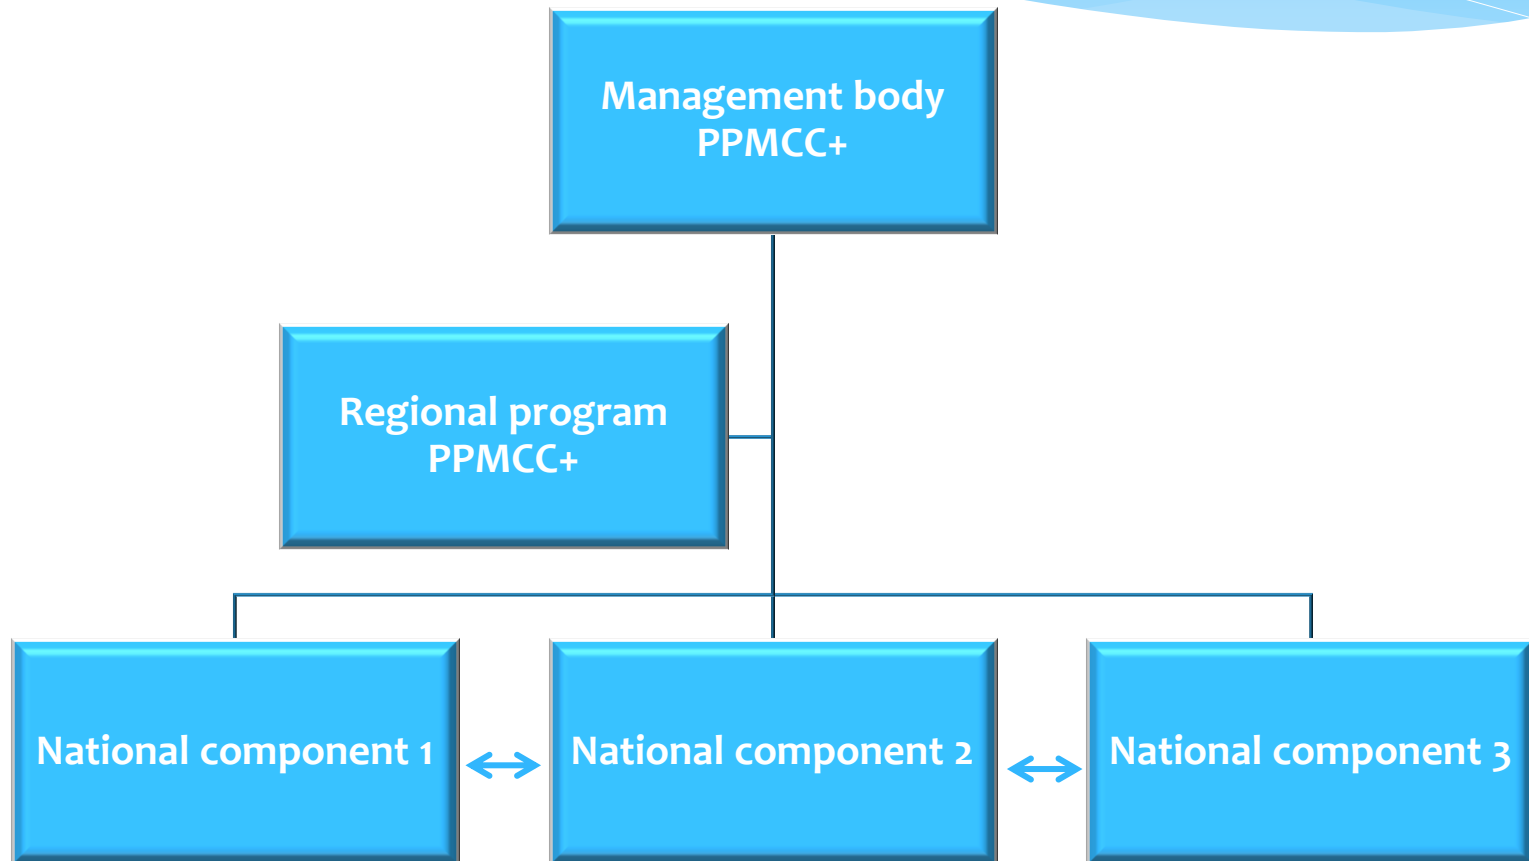 Management body
PPMCC+
Regional program
PPMCC+
National component 1
National component 2
National component 3